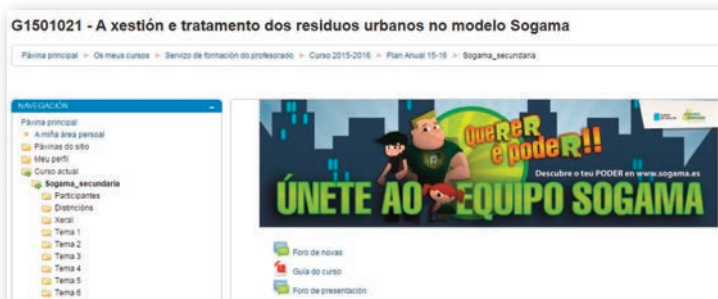 G1501021 - A xestión e tratamento dos residuos urbanos no modelo Sogama
Páxina principal ► Os meus cursos ► Servizo de formación do profesorado ► Curso 2015-2016 ► Plan Anual 15-16 ► Sogama_secundaria
NAVEGACIÓN
Páxina principal
A miña área persoal
Páxinas do sitio
Meu perfil
Curso actual
Sogama_secundaria
Participantes
Distincións
Xeral
Tema 1
Tema 2
Tema 3
Tema 4
Tema 5
Tema 6
QUERER
é PODER!!
Descubre o teu PODER en www.sogama.es
ÚNETE AO EQUIPO SOGAMA
Foro de novas
Guía do curso
Foro de presentación